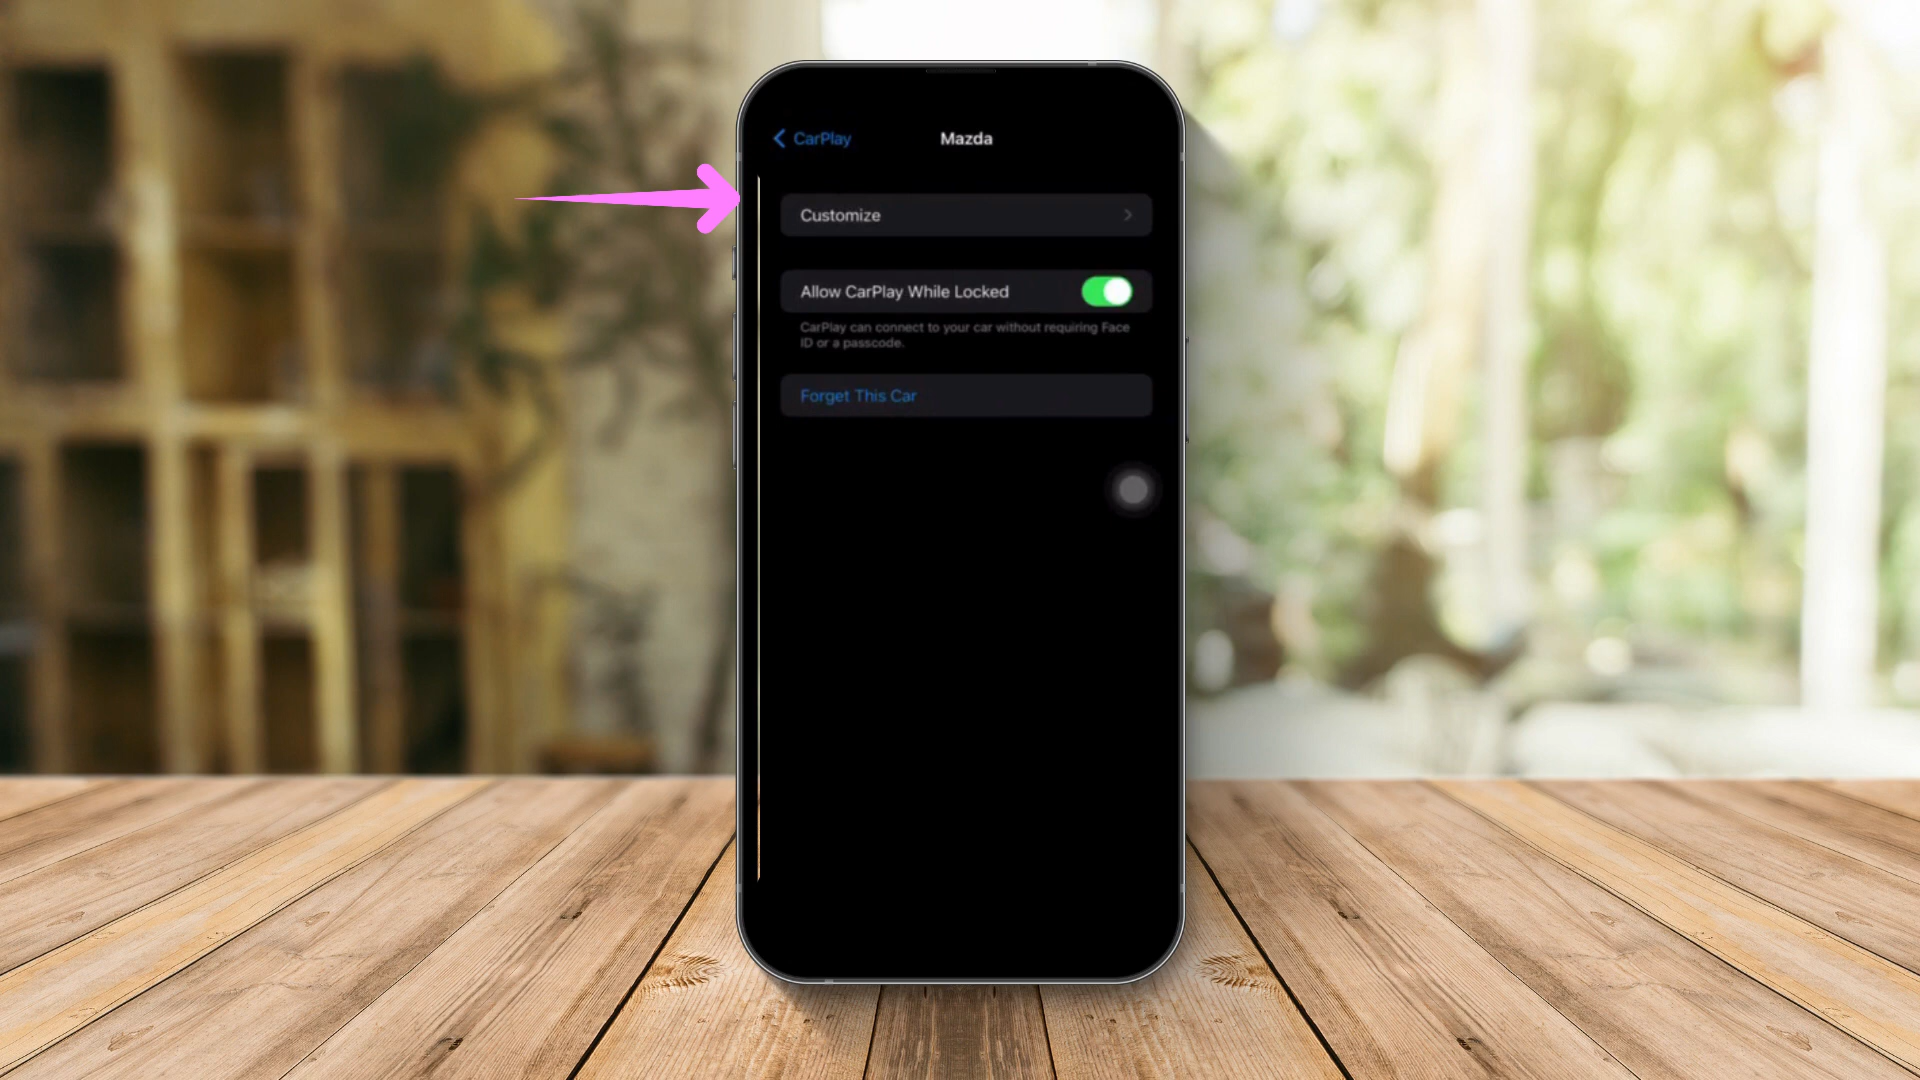 CarPlay
Mazda
Customize
Allow CarPlay While Locked
CarPlay can connect to your car without requiring Face
ID or a passcode.
Forget This Car